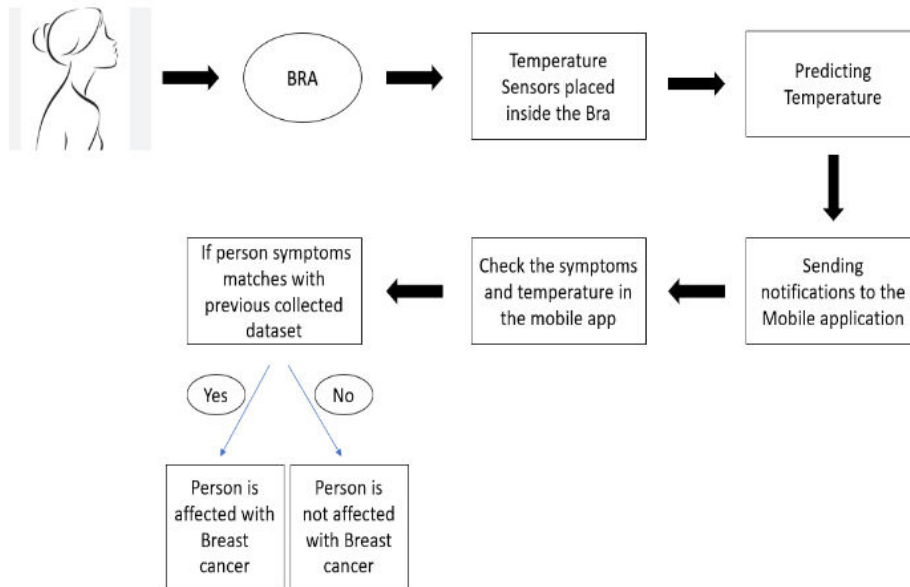 BRA
Temperature
Sensors placed
inside the Bra
Predicting
Temperature
Sending
notifications to the
Mobile application
Check the symptoms
and temperature in
the mobile app
If person symptoms
matches with
previous collected
dataset
Yes
No
Person is
affected with
Breast
cancer
Person is
not affected
with Breast
cancer